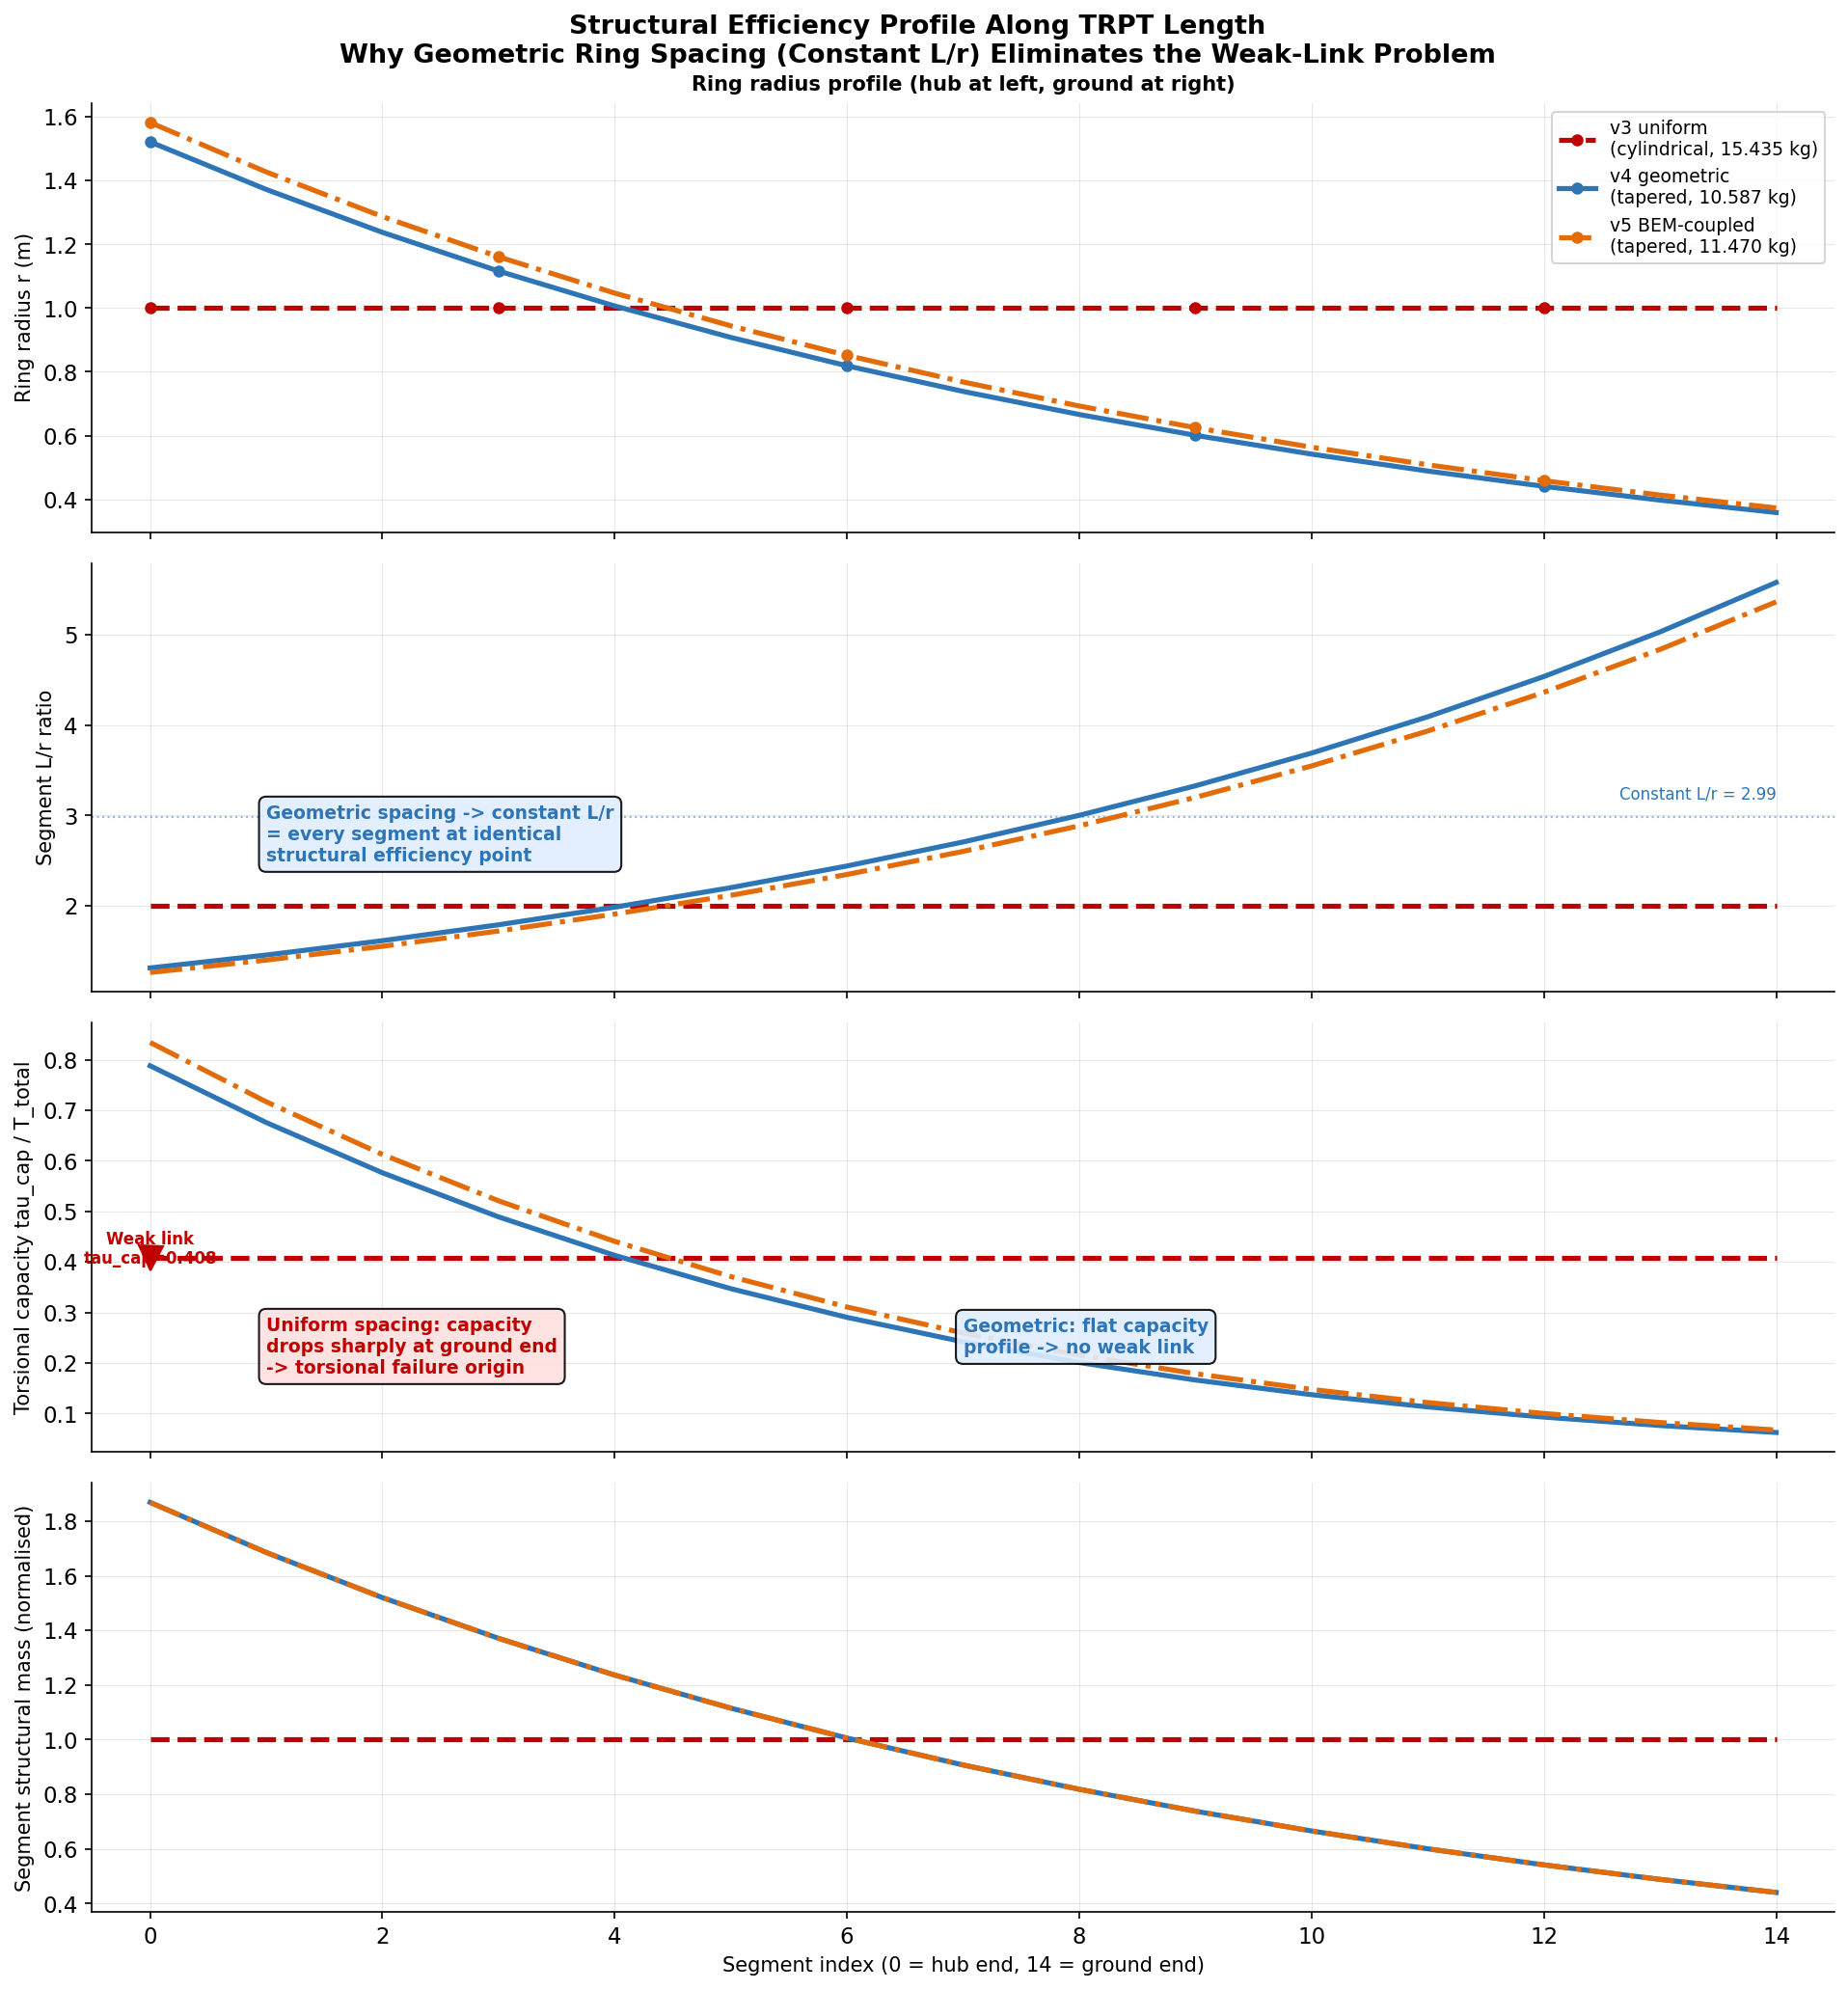 Structural Efficiency Profile Along TRPT Length
Why Geometric Ring Spacing (Constant L/r) Eliminates the Weak-Link Problem
Ring radius profile (hub at left, ground at right)
Ring radius r (m)
1.6
1.4
1.2
1.0
0.8
0.6
0.4
v3 uniform
(cylindrical, 15.435 kg)
v4 geometric
(tapered, 10.587 kg)
v5 BEM-coupled
(tapered, 11.470 kg)
Segment L/r ratio
5
4
3
2
Constant L/r = 2.99
Geometric spacing -> constant L/r
= every segment at identical
structural efficiency point
Torsional capacity tau_cap / T_total
0.8
0.7
0.6
0.5
0.4
0.3
0.2
0.1
Weak link
0.408
Uniform spacing: capacity
drops sharply at ground end
-> torsional failure origin
Geometric: flat capacity
profile -> no weak link
Segment structural mass (normalised)
1.8
1.6
1.4
1.2
1.0
0.8
0.6
0.4
0 2 4 6 8 10 12 14
Segment index (0 = hub end, 14 = ground end)